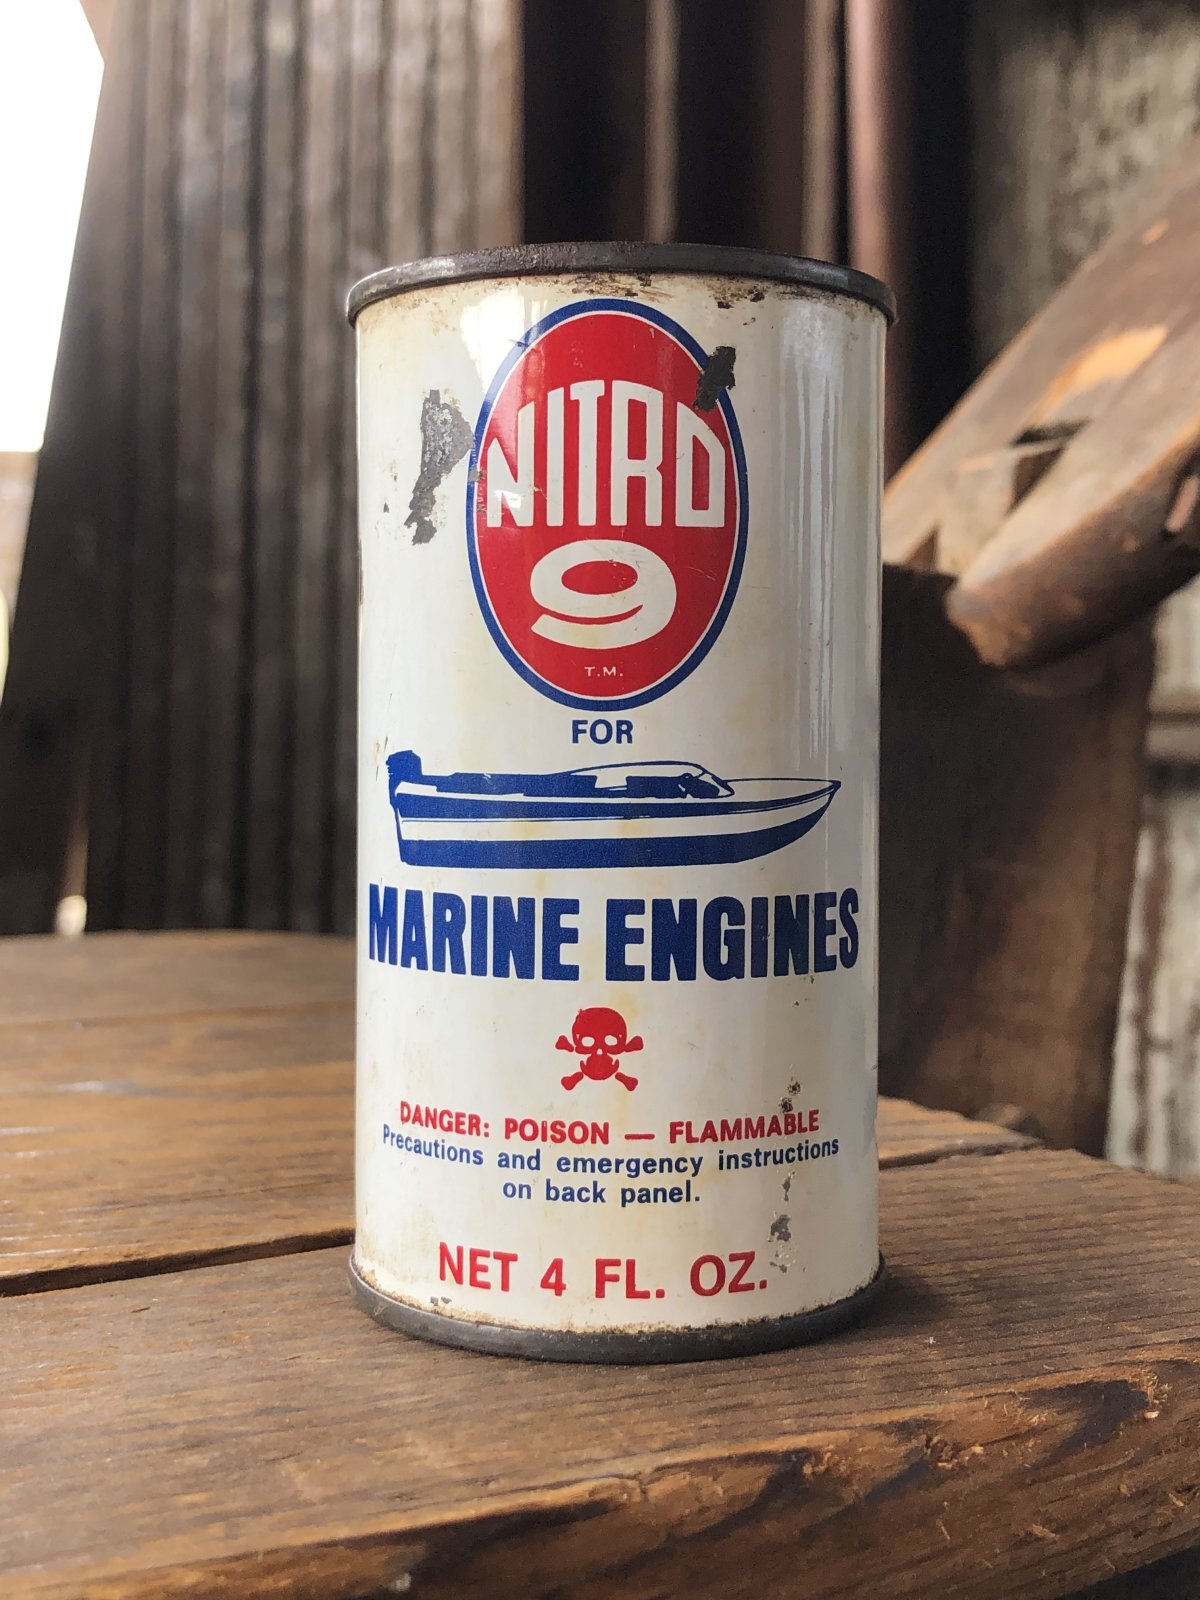 NITRO
9
T.M.
FOR
MARINE ENGINES
DANGER: POISON — FLAMMABLE
Precautions and emergency instructions
on back panel.
NET 4 FL. OZ.